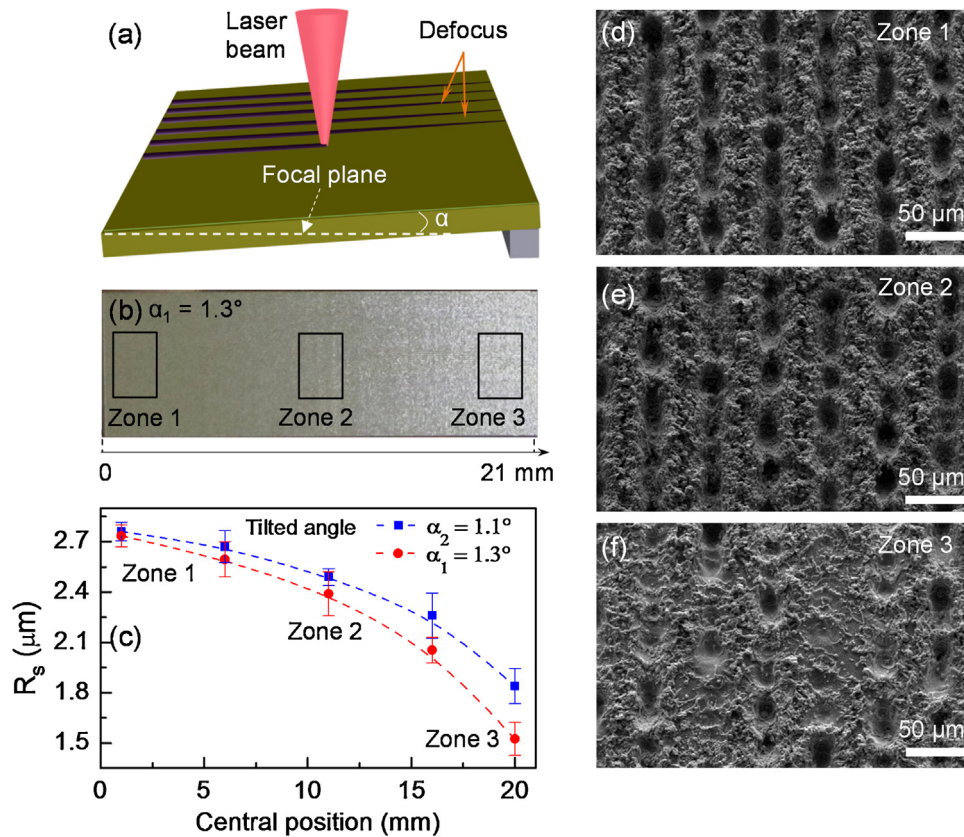 (a)
Laser
beam
Defocus
Focal plane
α
(b) α₁ = 1.3°
Zone 1 Zone 2 Zone 3
0 21 mm
Tilted angle α₂ = 1.1°
α₁ = 1.3°
Zone 1
Zone 2
Zone 3
(c)
Rₛ (μm)
2.7
2.4
2.1
1.8
1.5
0 5 10 15 20
Central position (mm)
(d) Zone 1
50 μm
(e) Zone 2
50 μm
(f) Zone 3
50 μm